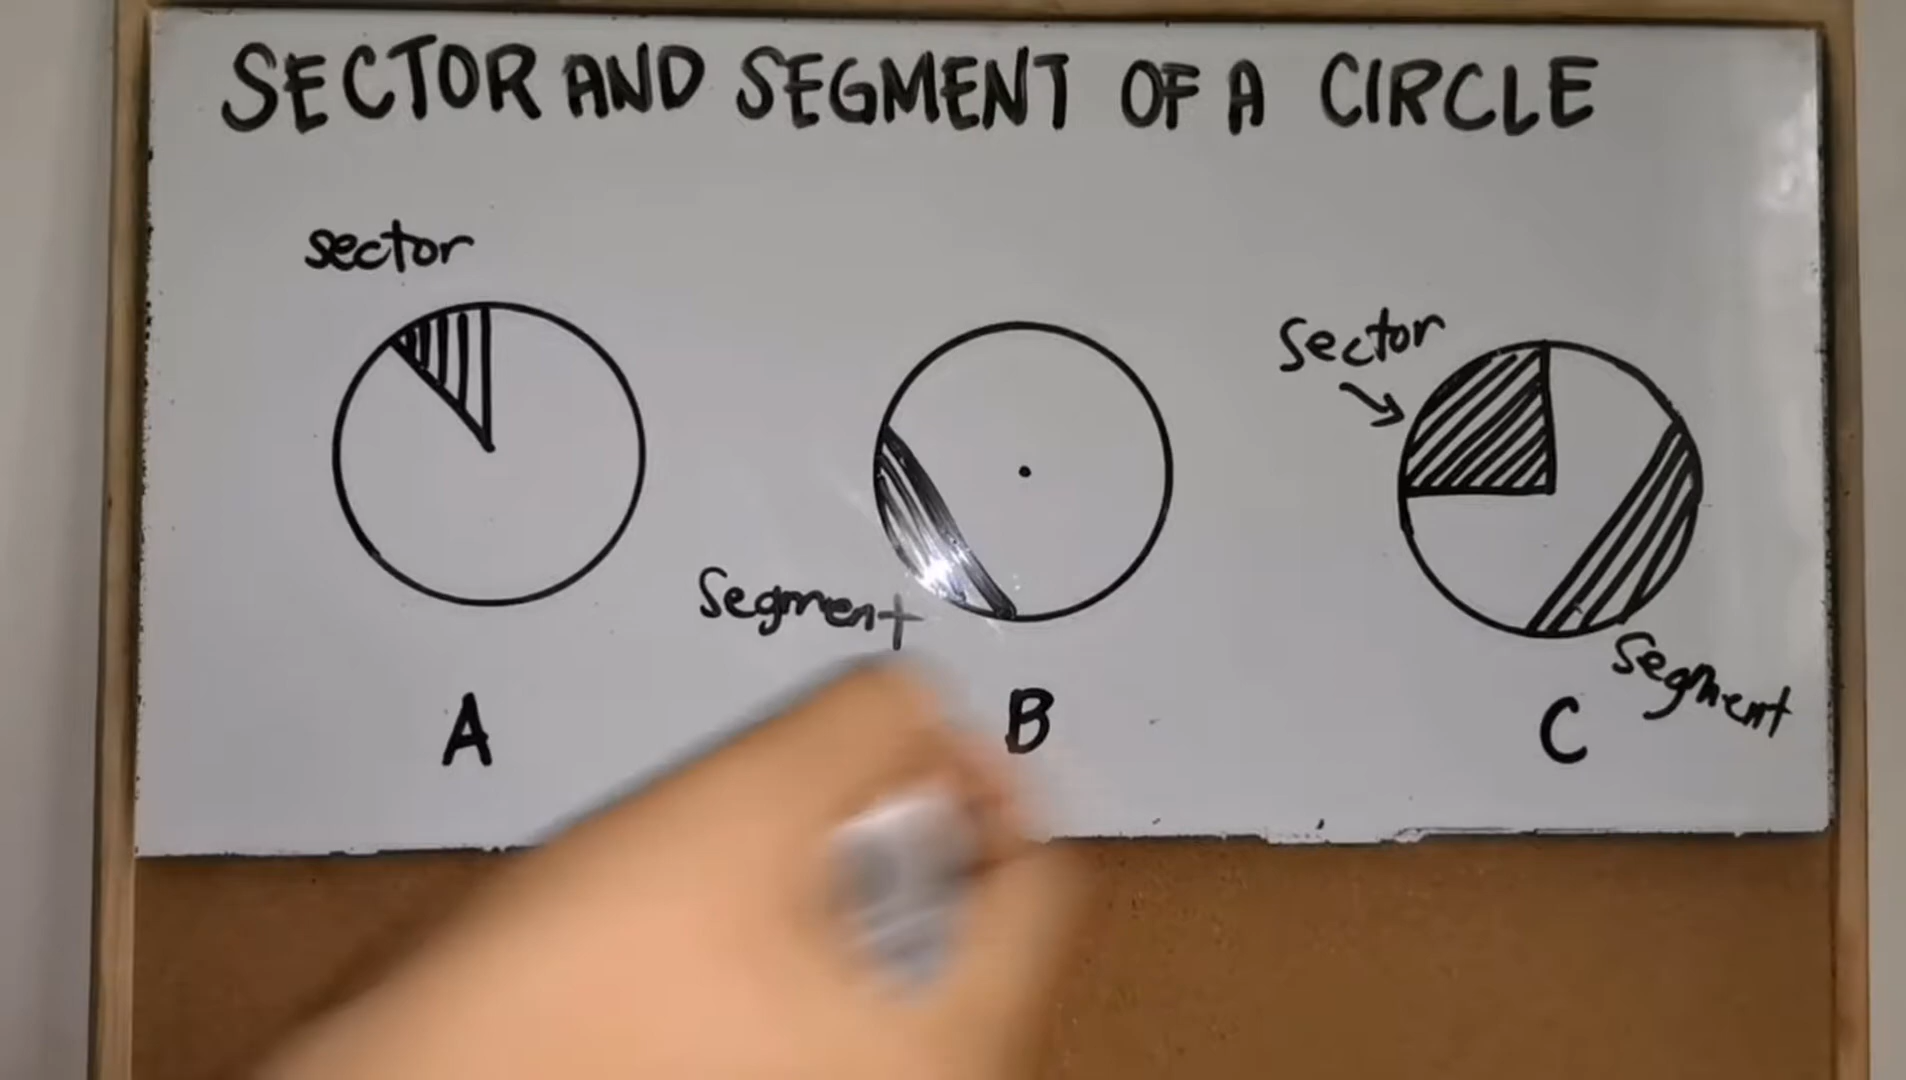 SECTOR AND SEGMENT OF A CIRCLE
sector
Sector
Segment
Segment
A
B
C